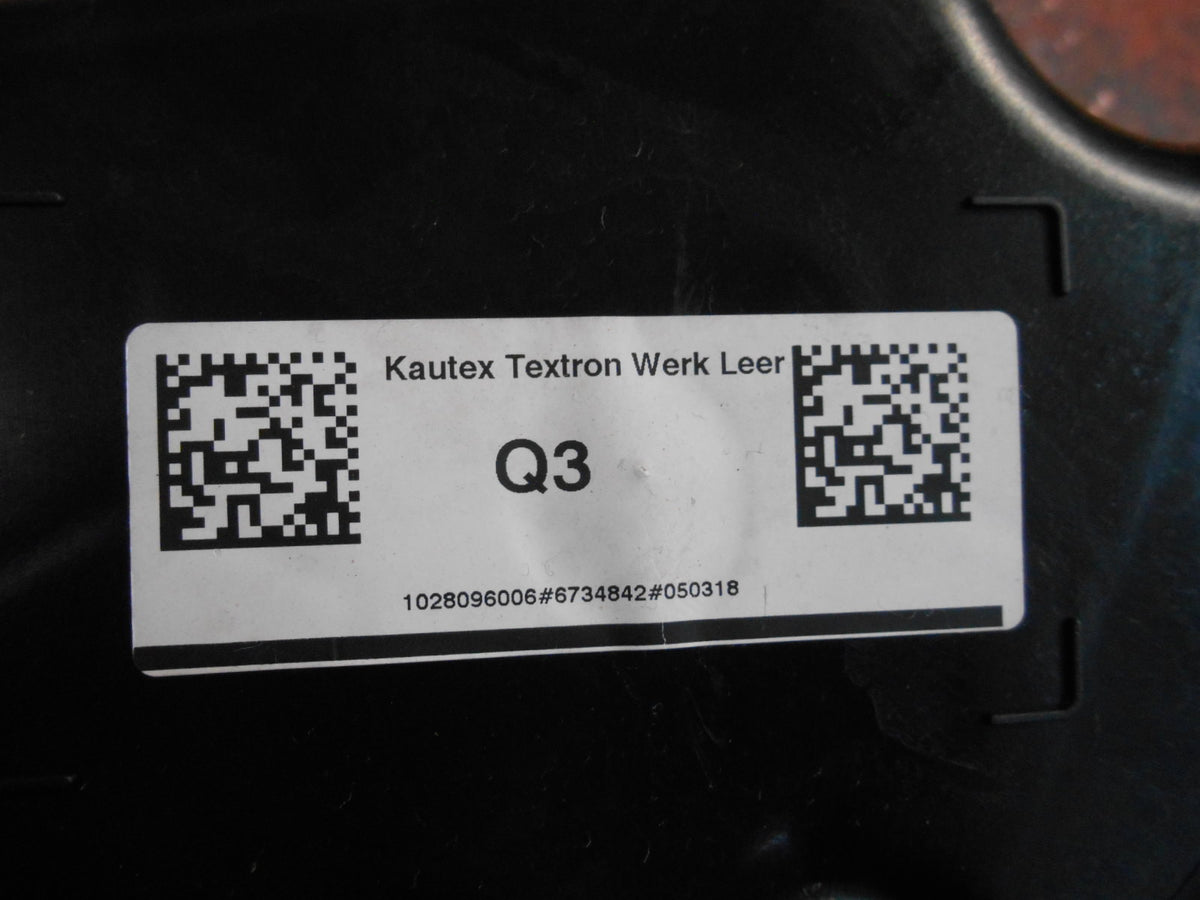 Kautex Textron Werk Leer
Q3
1028096006#6734842#050318